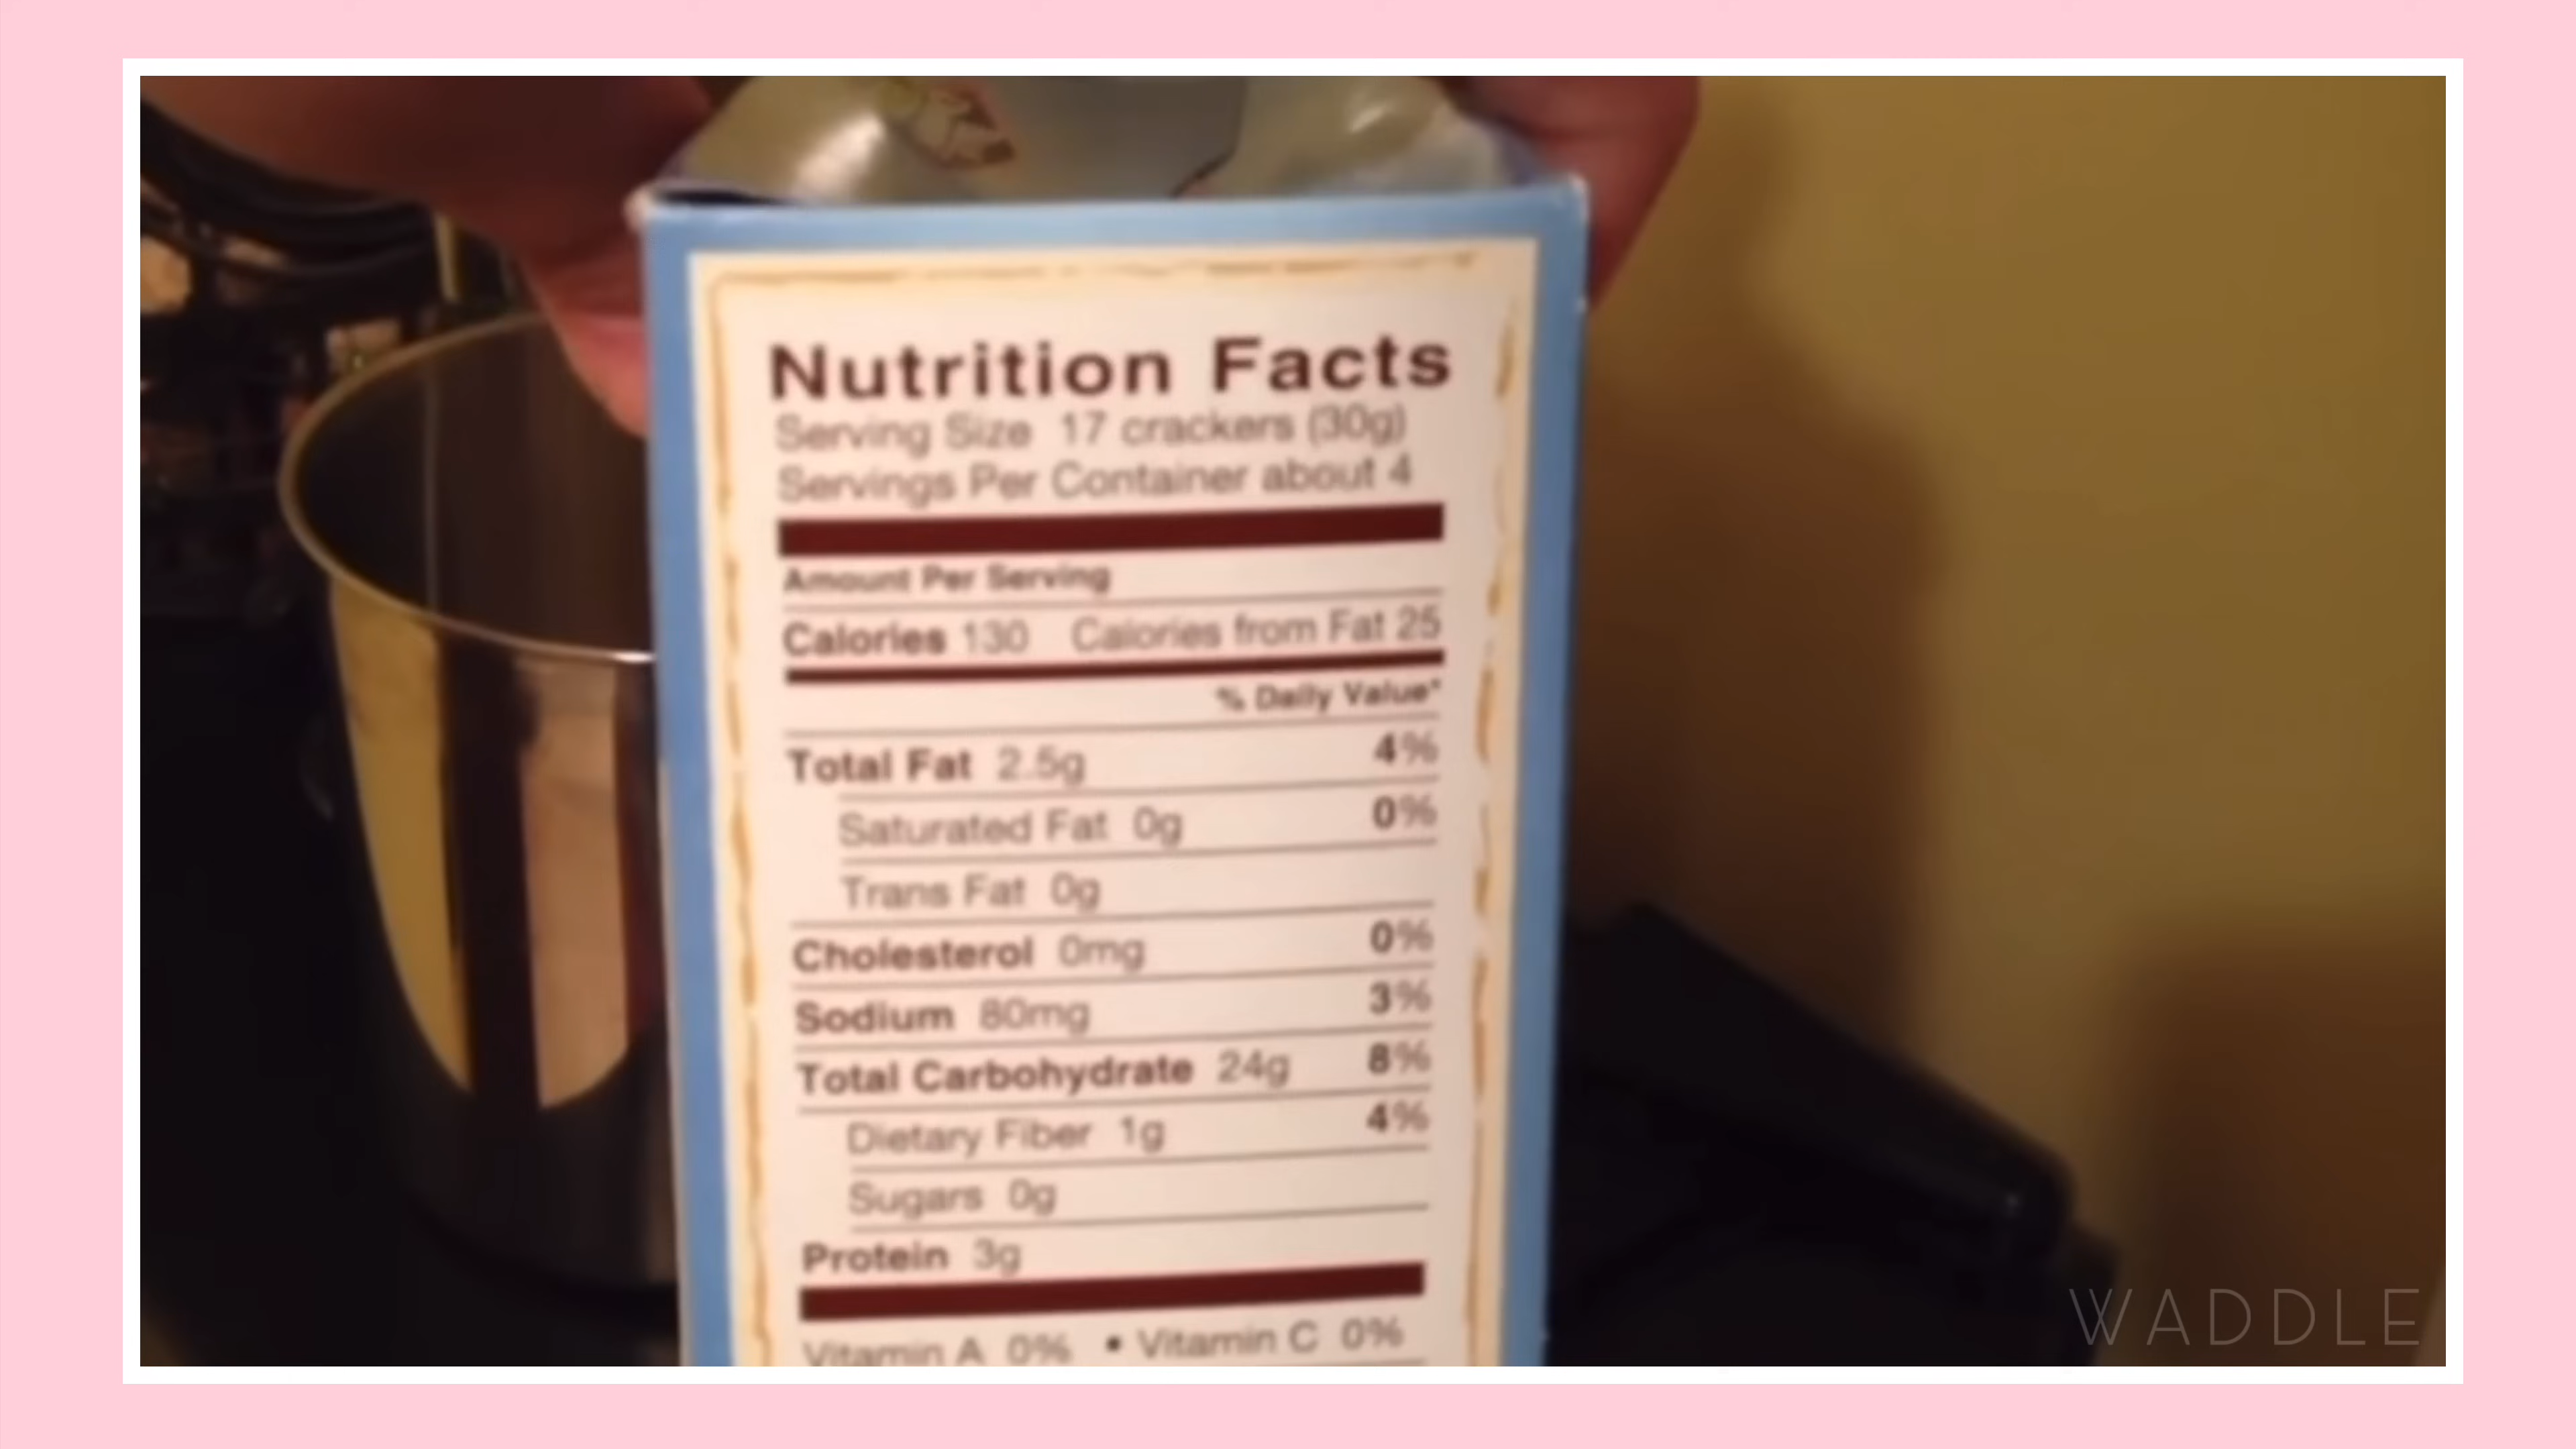 Nutrition Facts
Serving Size 17 crackers (30g)
Servings Per Container about 4
Amount Per Serving
Calories 130 Calories from Fat 25
% Daily Value*
Total Fat 2.5g 4%
Saturated Fat 0g 0%
Trans Fat 0g
Cholesterol 0mg 0%
Sodium 80mg 3%
Total Carbohydrate 24g 8%
Dietary Fiber 1g 4%
Sugars 0g
Protein 3g
Vitamin A 0% • Vitamin C 0%
WADDLE